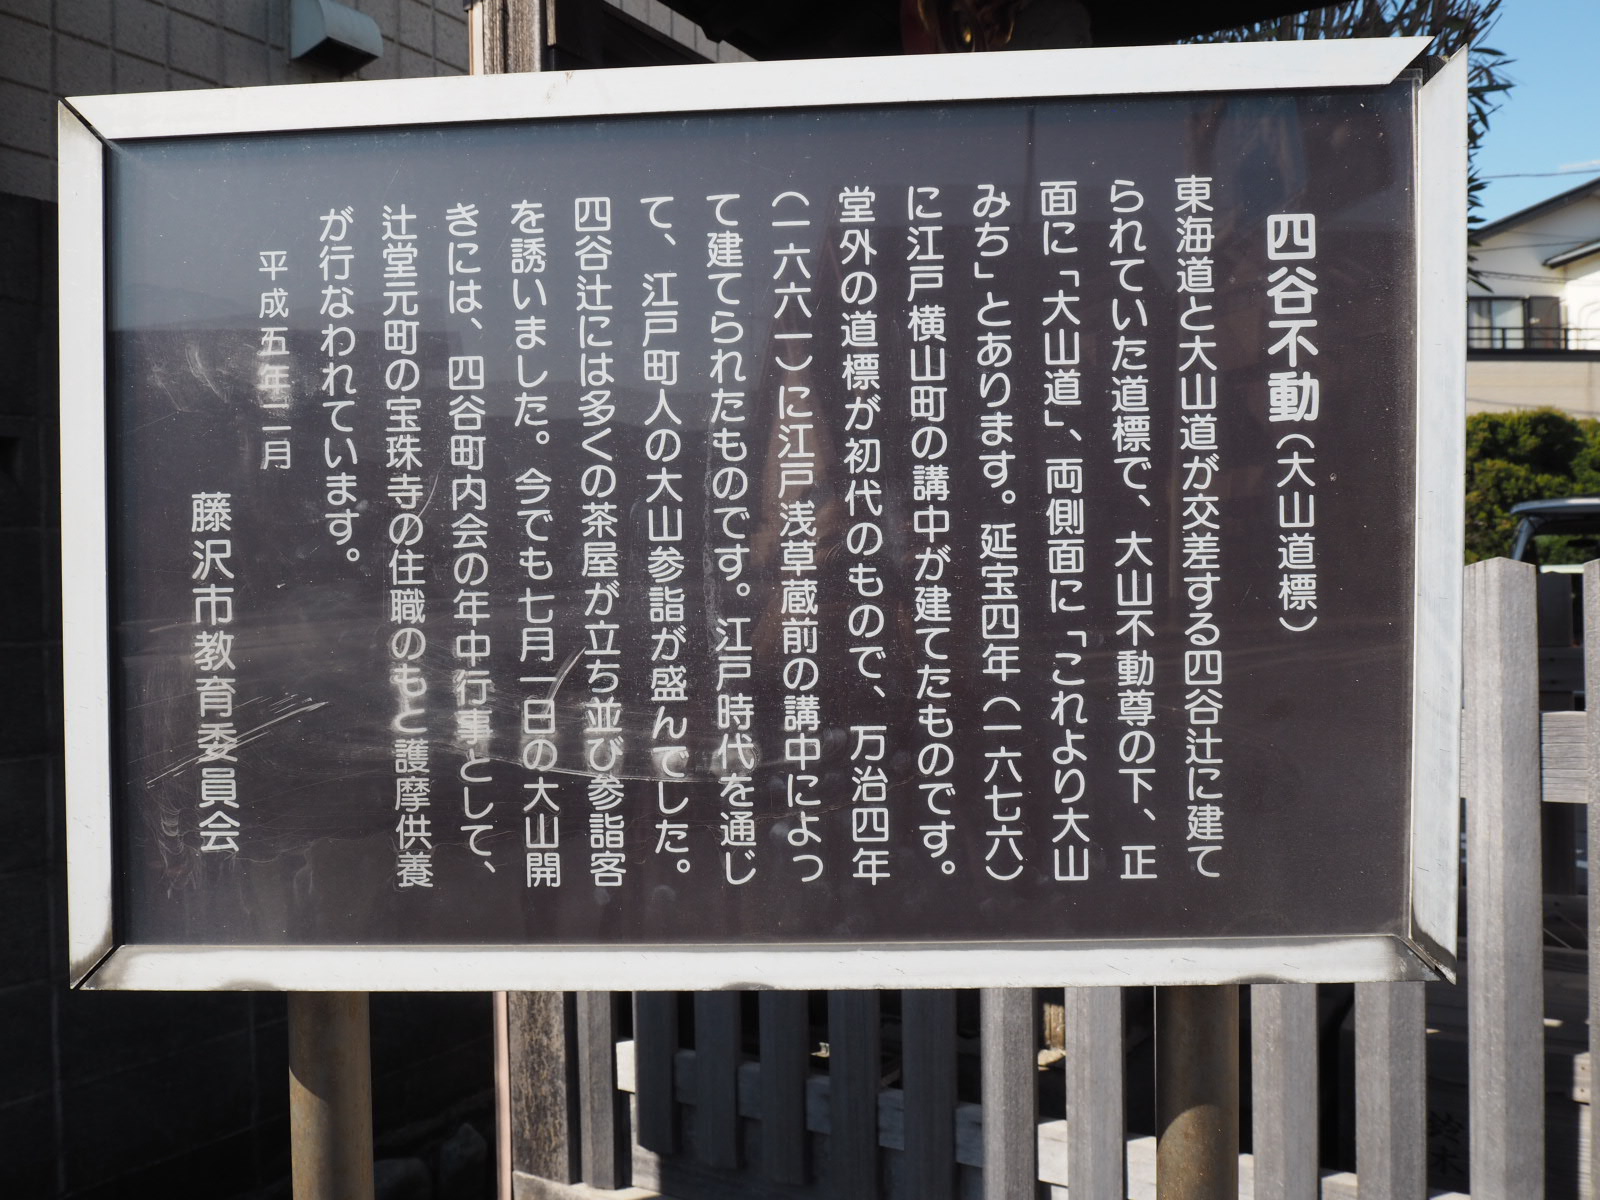 四谷不動（大山道標）
東海道と大山道が交差する四谷辻に建て
られていた道標で、大山不動尊の下、正
面に「大山道」、両側面に「これより大山
みち」とあります。延宝四年（一六七六）
に江戸横山町の講中が建てたものです。
堂外の道標が初代のもので、万治四年
（一六六一）に江戸浅草蔵前の講中によっ
て建てられたものです。江戸時代を通じ
て、江戸町人の大山参詣が盛んでした。
四谷辻には多くの茶屋が立ち並び参詣客
を誘いました。今でも七月一日の大山開
きには、四谷町内会の年中行事として、
辻堂元町の宝珠寺の住職のもと護摩供養
が行なわれています。
平成五年二月
藤沢市教育委員会